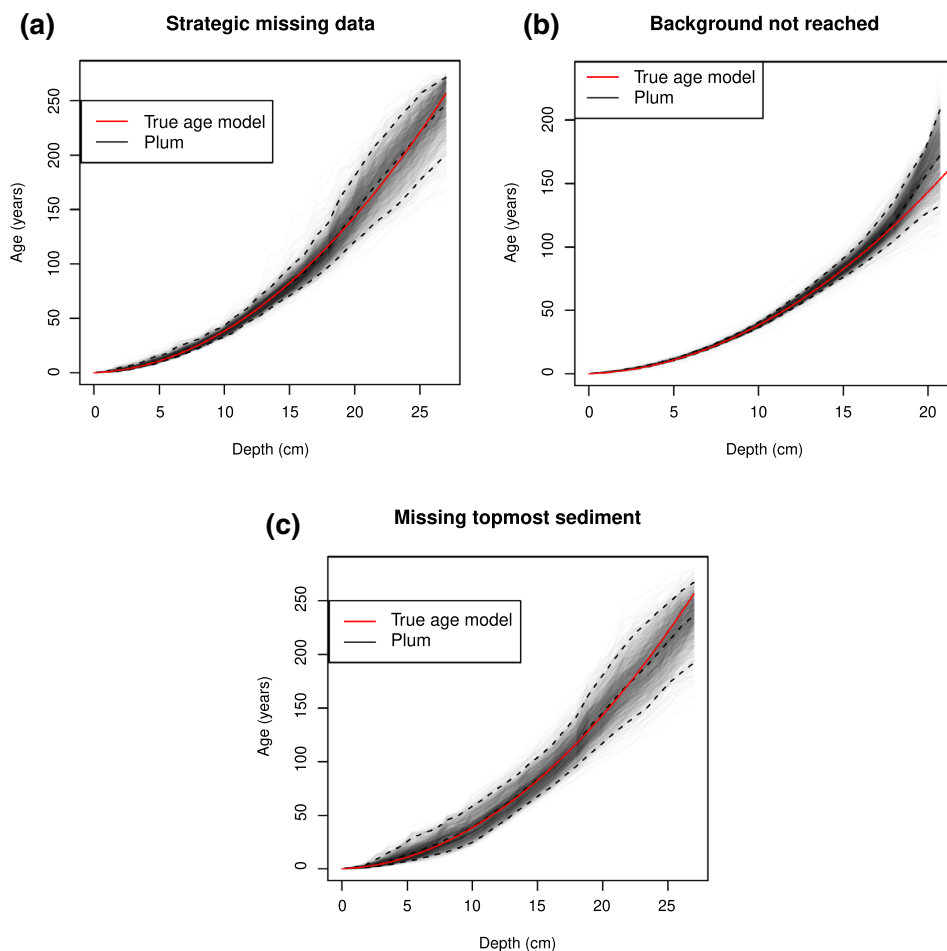 (a)
Strategic missing data
True age model
Plum
Age (years)
0
50
100
150
200
250
0 5 10 15 20 25
Depth (cm)
(b)
Background not reached
True age model
Plum
Age (years)
0
50
100
150
200
0 5 10 15 20
Depth (cm)
(c)
Missing topmost sediment
True age model
Plum
Age (years)
0
50
100
150
200
250
0 5 10 15 20 25
Depth (cm)